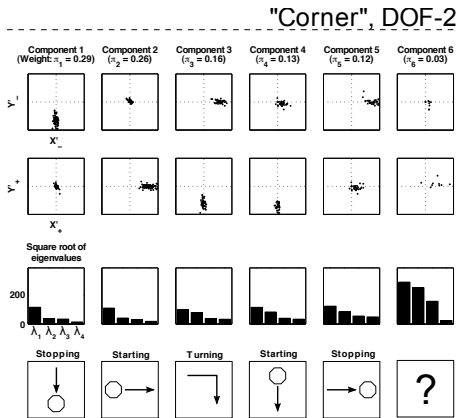 "Corner", DOF-2
Component 1 Component 2 Component 3 Component 4 Component 5 Component 6
(Weight: π1 = 0.29) (π2 = 0.26) (π3 = 0.16) (π4 = 0.13) (π5 = 0.12) (π6 = 0.03)
Y'-
X'-
Y'+
X'+
Square root of
eigenvalues
200
0
λ1 λ2 λ3 λ4
Stopping Starting Turning Starting Stopping
?